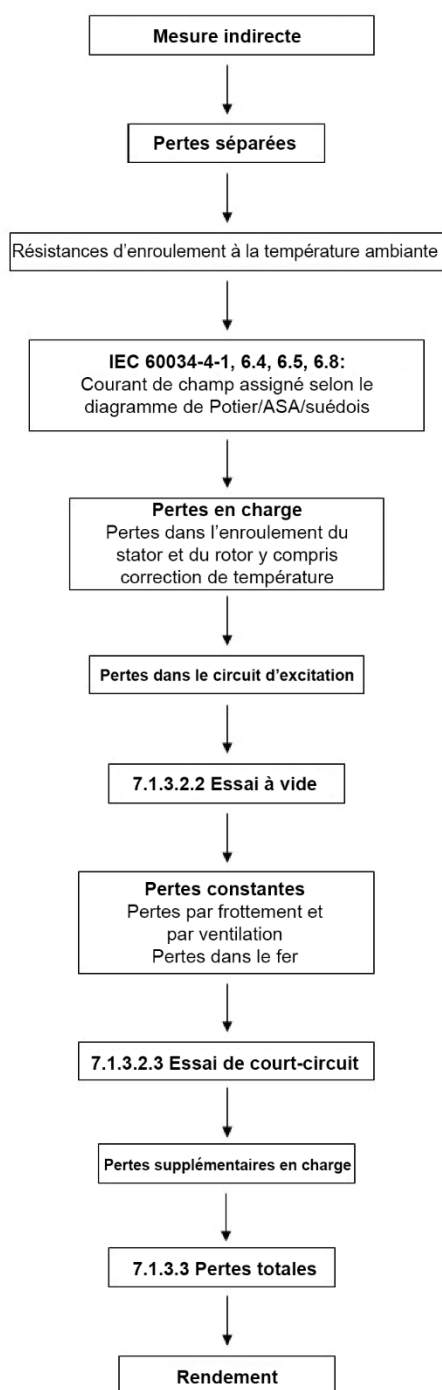 Mesure indirecte
Pertes séparées
Résistances d'enroulement à la température ambiante
IEC 60034-4-1, 6.4, 6.5, 6.8:
Courant de champ assigné selon le
diagramme de Potier/ASA/suédois
Pertes en charge
Pertes dans l'enroulement du
stator et du rotor y compris
correction de température
Pertes dans le circuit d'excitation
7.1.3.2.2 Essai à vide
Pertes constantes
Pertes par frottement et
par ventilation
Pertes dans le fer
7.1.3.2.3 Essai de court-circuit
Pertes supplémentaires en charge
7.1.3.3 Pertes totales
Rendement